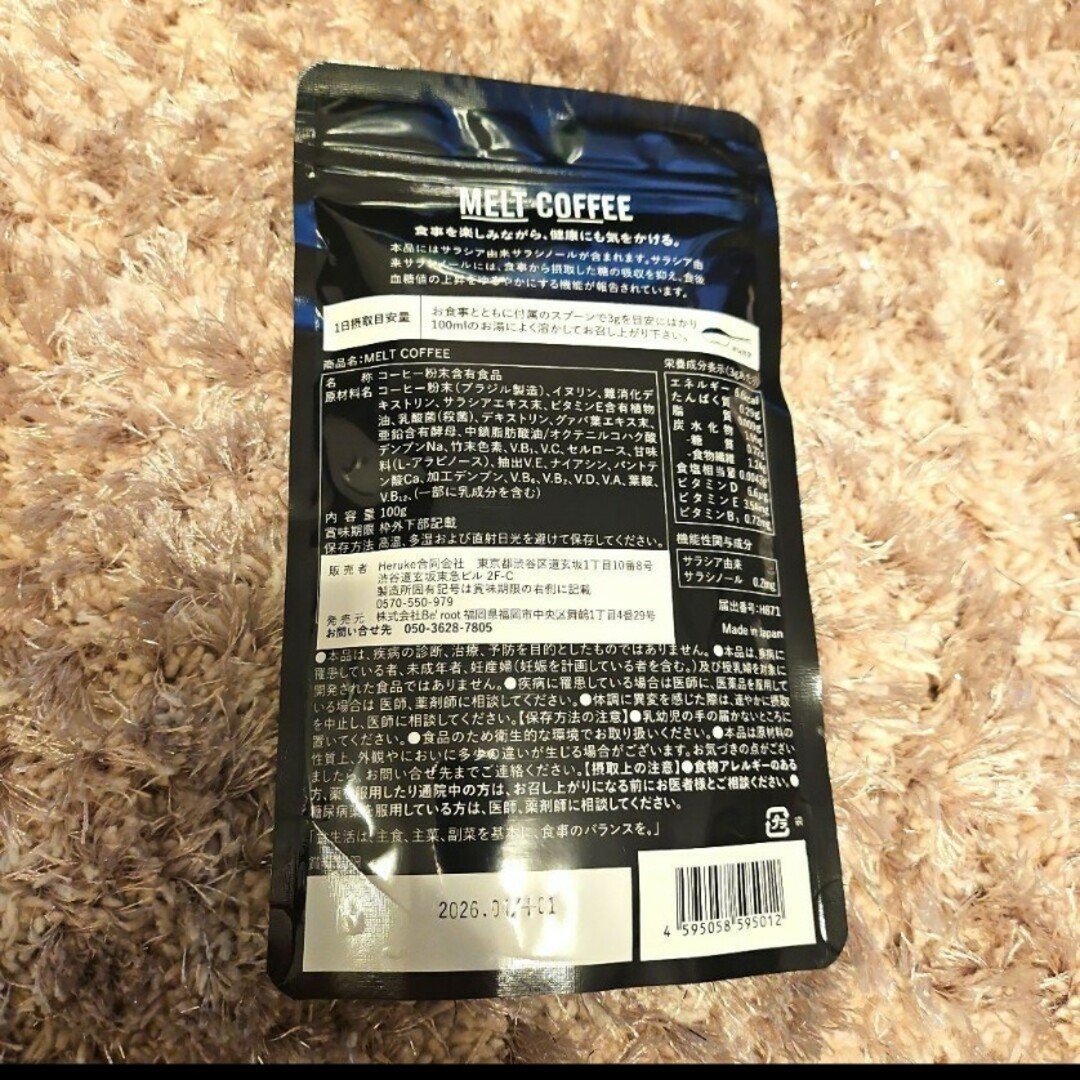 MELT COFFEE
食事を楽しみながら、健康にも気をかける。
本品にはサラシア由来サラシノールが含まれます。サラシア由
来サラシノールには、食事から摂取した糖の吸収を抑え、食後
血糖値の上昇をゆるやかにする機能が報告されています。
1日摂取目安量
お食事とともに付属のスプーンで3gを目安にはかり
100mlのお湯によく溶かしてお召し上がり下さい。
商品名:MELT COFFEE
名 称 コーヒー粉末含有食品
原材料名 コーヒー粉末(ブラジル製造)、イヌリン、難消化デ
キストリン、サラシアエキス末、ビタミンE含有植物
油、乳酸菌(殺菌)、デキストリン、グァバ葉エキス末、
亜鉛含有酵母、中鎖脂肪酸油/オクテニルコハク酸
デンプンNa、竹末色素、V.B₁、V.C、セルロース、甘味
料(L-アラビノース)、抽出V.E、ナイアシン、パントテ
ン酸Ca、加工デンプン、V.B₆、V.B₂、V.D、V.A、葉酸、
V.B₁₂、(一部に乳成分を含む)
内 容 量 100g
賞味期限 枠外下部記載
保存方法 高温、多湿および直射日光を避けて保存してください。
販 売 者 Heruke合同会社 東京都渋谷区道玄坂1丁目10番8号
渋谷道玄坂東急ビル 2F-C
製造所固有記号は賞味期限の右側に記載
0570-550-979
発 売 元 株式会社Be' root 福岡県福岡市中央区舞鶴1丁目4番29号
お問い合せ先 050-3628-7805
栄養成分表示(3gあたり)
エネルギー
たんぱく質 0.29g
脂 質
炭水化物
-糖 質
-食物繊維 1.24g
食塩相当量
ビタミンD 6.6μg
ビタミンE
ビタミンB₁ 0.72mg
機能性関与成分
サラシア由来
サラシノール 0.2mg
届出番号:H871
Made in Japan
●本品は、疾病の診断、治療、予防を目的としたものではありません。●本品は、疾病に
罹患している者、未成年者、妊産婦(妊娠を計画している者を含む。)及び授乳婦を対象に
開発された食品ではありません。●疾病に罹患している場合は医師に、医薬品を服用して
いる場合は 医師、薬剤師に相談してください。●体調に異変を感じた際は、速やかに摂取
を中止し、医師に相談してください。【保存方法の注意】●乳幼児の手の届かないところに
置いてください。●食品のため衛生的な環境でお取り扱いください。●本品は原材料の
性質上、外観やにおいに多少の違いが生じる場合がございます。お気づきの点がござい
ましたら、お問い合せ先までご連絡ください。【摂取上の注意】●食物アレルギーのある
方、薬を服用したり通院中の方は、お召し上がりになる前にお医者様とご相談ください。●
糖尿病薬を服用している方は、医師、薬剤師に相談してください。
「食生活は、主食、主菜、副菜を基本に、食事のバランスを。」
プラ
賞味期限
4 595058 595012